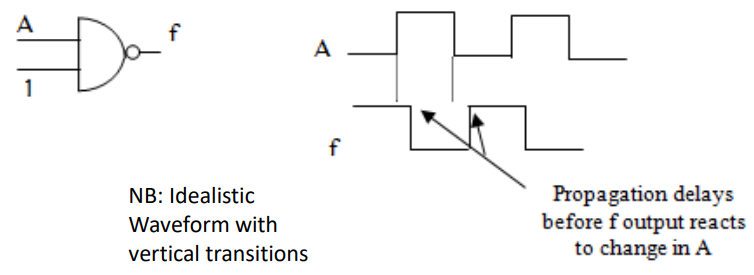 A
f
1
A
f
NB: Idealistic
Waveform with
vertical transitions
Propagation delays
before f output reacts
to change in A